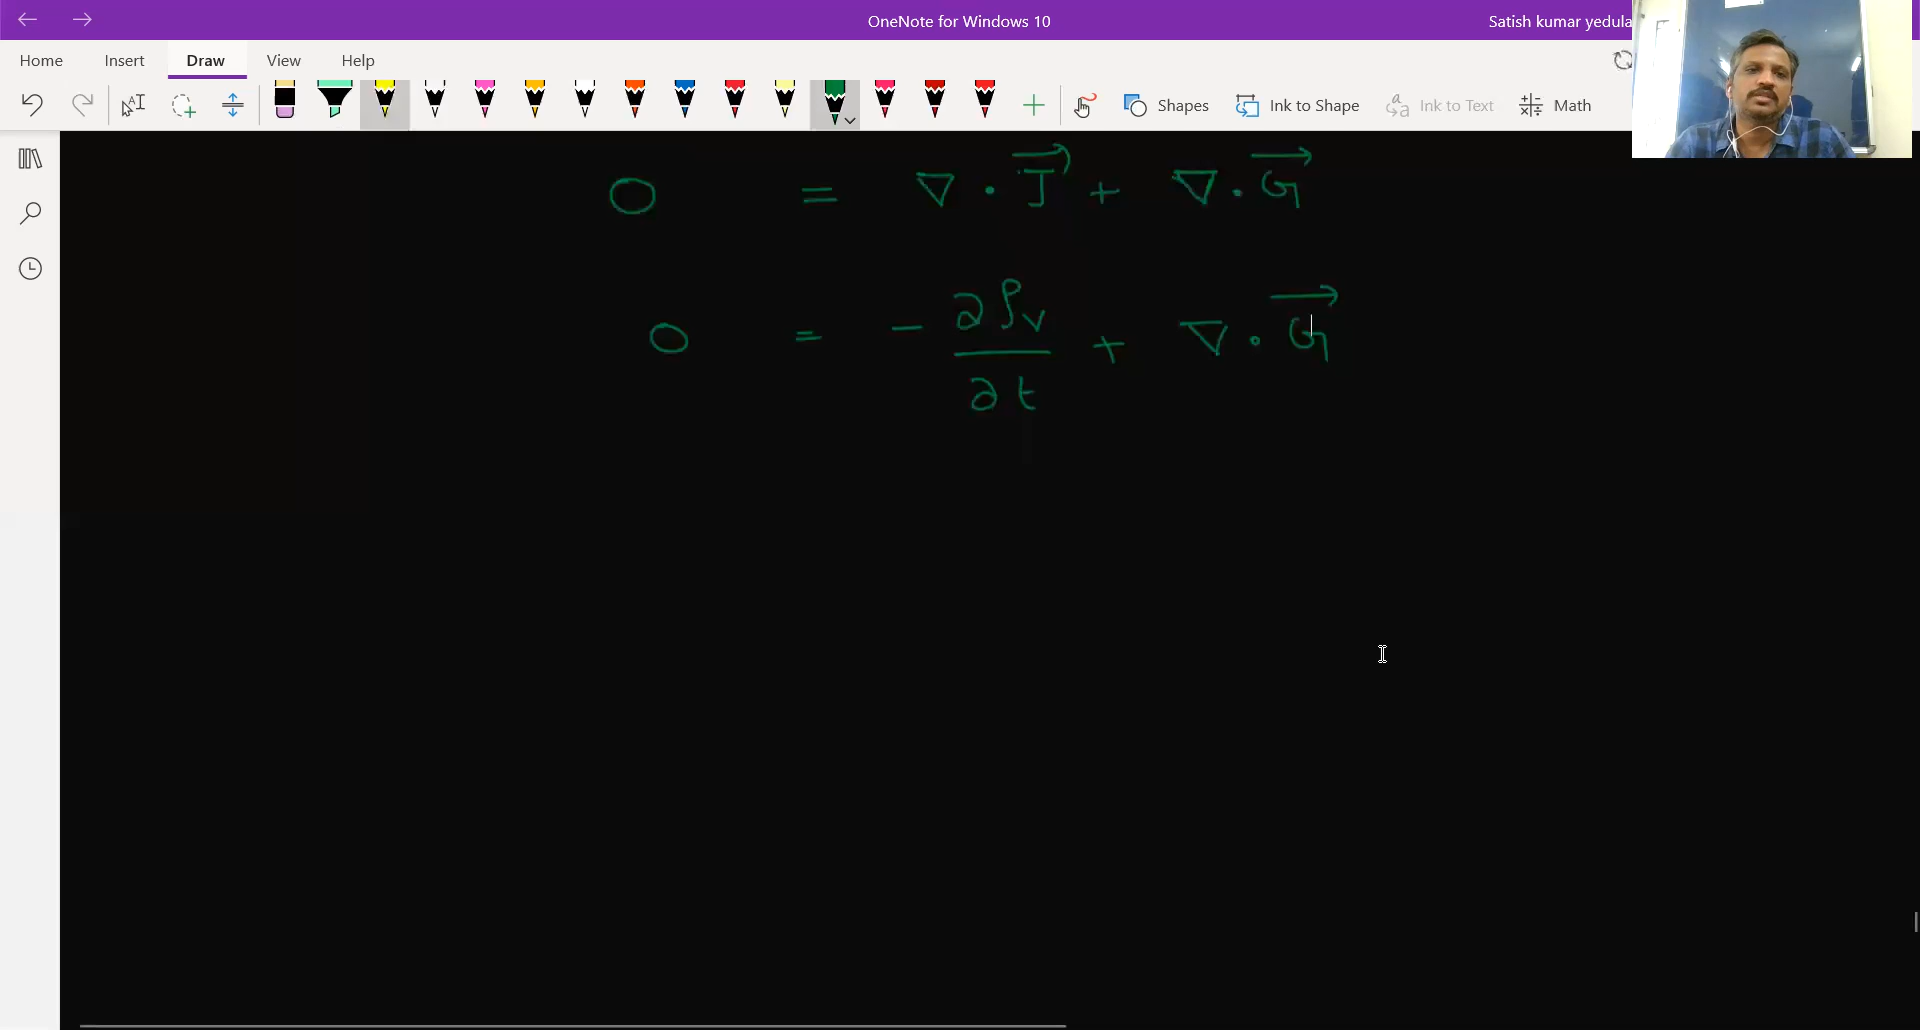 OneNote for Windows 10
Satish kumar yedula
Home Insert Draw View Help
Shapes Ink to Shape Ink to Text Math
0 = ∇ · J⃗ + ∇ · G⃗
0 = - ∂ρᵥ/∂t + ∇ · G⃗